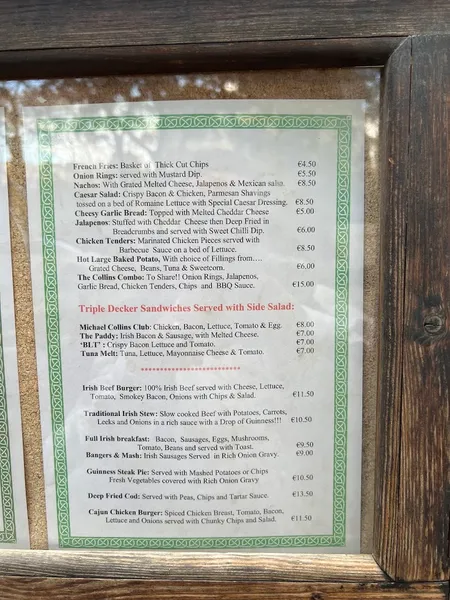 French Fries: Basket of Thick Cut Chips €4.50
Onion Rings: served with Mustard Dip. €5.50
Nachos: With Grated Melted Cheese, Jalapenos & Mexican salsa. €8.50
Caesar Salad: Crispy Bacon & Chicken, Parmesan Shavings
tossed on a bed of Romaine Lettuce with Special Caesar Dressing. €8.50
Cheesy Garlic Bread: Topped with Melted Cheddar Cheese €5.00
Jalapenos: Stuffed with Cheddar Cheese then Deep Fried in
Breadcrumbs and served with Sweet Chilli Dip. €6.00
Chicken Tenders: Marinated Chicken Pieces served with
Barbecue Sauce on a bed of Lettuce. €8.50
Hot Large Baked Potato, With choice of Fillings from….
Grated Cheese, Beans, Tuna & Sweetcorn. €6.00
The Collins Combo: To Share!! Onion Rings, Jalapenos,
Garlic Bread, Chicken Tenders, Chips and BBQ Sauce. €15.00
Triple Decker Sandwiches Served with Side Salad:
Michael Collins Club: Chicken, Bacon, Lettuce, Tomato & Egg. €8.00
The Paddy: Irish Bacon & Sausage, with Melted Cheese. €7.00
'BLT' : Crispy Bacon Lettuce and Tomato. €7.00
Tuna Melt: Tuna, Lettuce, Mayonnaise Cheese & Tomato. €7.00
*************************
Irish Beef Burger: 100% Irish Beef served with Cheese, Lettuce,
Tomato, Smokey Bacon, Onions with Chips & Salad. €11.50
Traditional Irish Stew: Slow cooked Beef with Potatoes, Carrots,
Leeks and Onions in a rich sauce with a Drop of Guinness!!! €10.50
Full Irish breakfast: Bacon, Sausages, Eggs, Mushrooms,
Tomato, Beans and served with Toast. €9.50
Bangers & Mash: Irish Sausages Served in Rich Onion Gravy. €9.00
Guinness Steak Pie: Served with Mashed Potatoes or Chips
Fresh Vegetables covered with Rich Onion Gravy €10.50
Deep Fried Cod: Served with Peas, Chips and Tartar Sauce. €13.50
Cajun Chicken Burger: Spiced Chicken Breast, Tomato, Bacon,
Lettuce and Onions served with Chunky Chips and Salad. €11.50